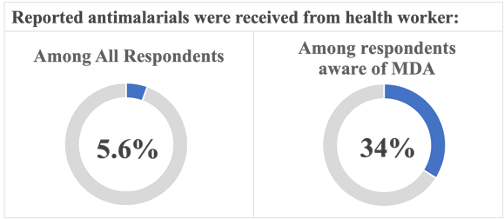 Reported antimalarials were received from health worker:
Among All Respondents
5.6%
Among respondents
aware of MDA
34%